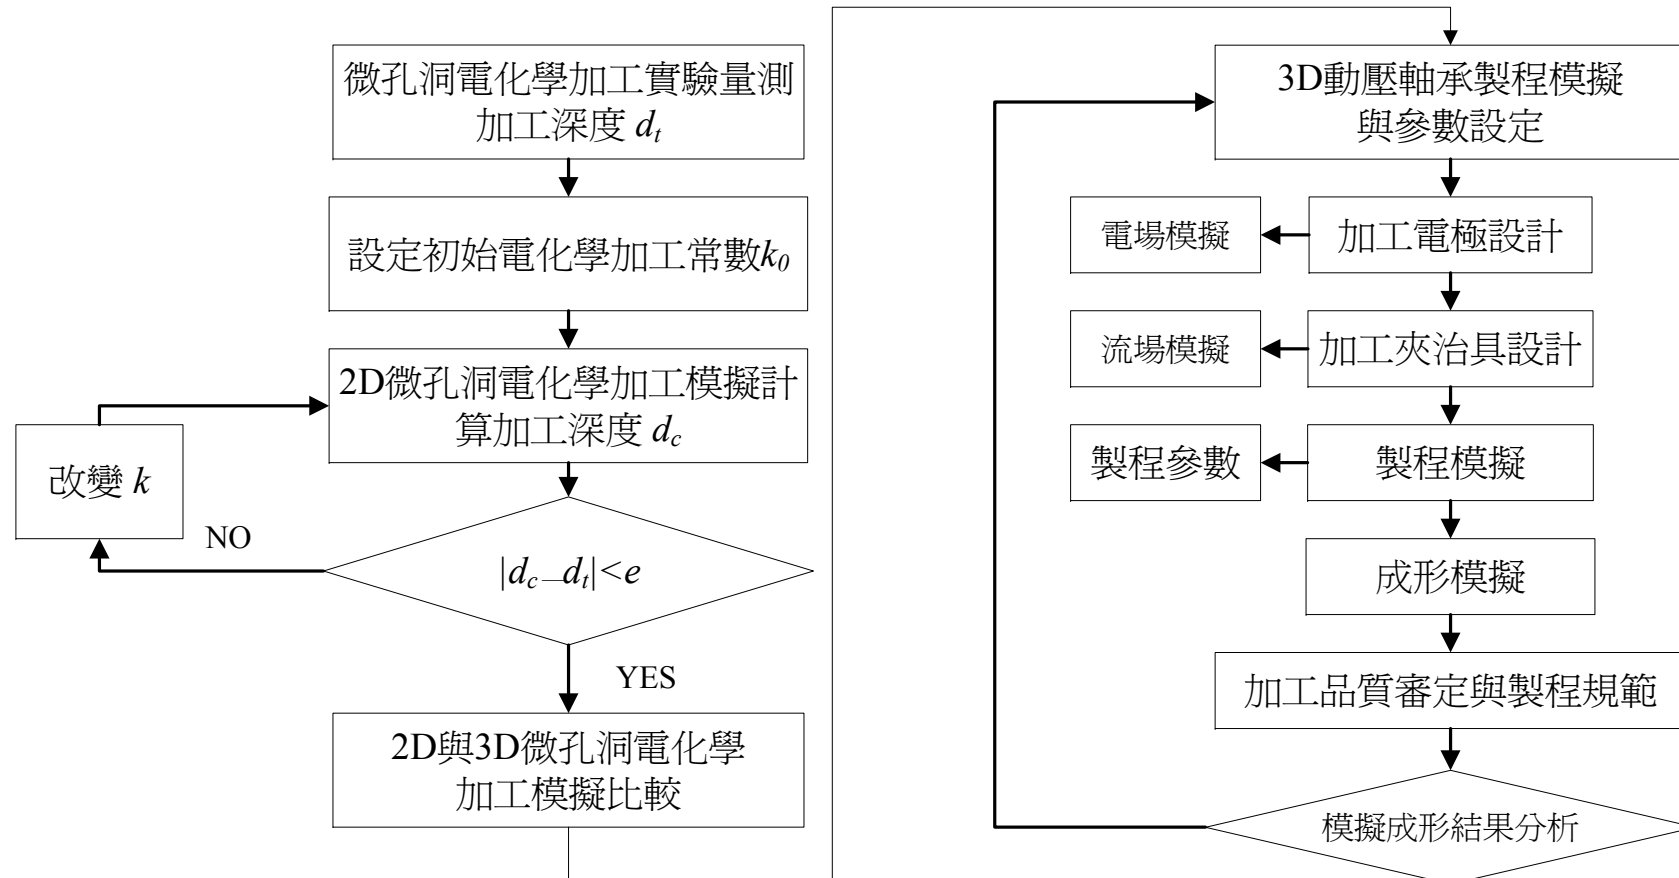 微孔洞電化學加工實驗量測
加工深度 dt
設定初始電化學加工常數k0
2D微孔洞電化學加工模擬計
算加工深度 dc
改變 k
NO
|dc—dt|<e
YES
2D與3D微孔洞電化學
加工模擬比較
3D動壓軸承製程模擬
與參數設定
電場模擬
加工電極設計
流場模擬
加工夾治具設計
製程參數
製程模擬
成形模擬
加工品質審定與製程規範
模擬成形結果分析